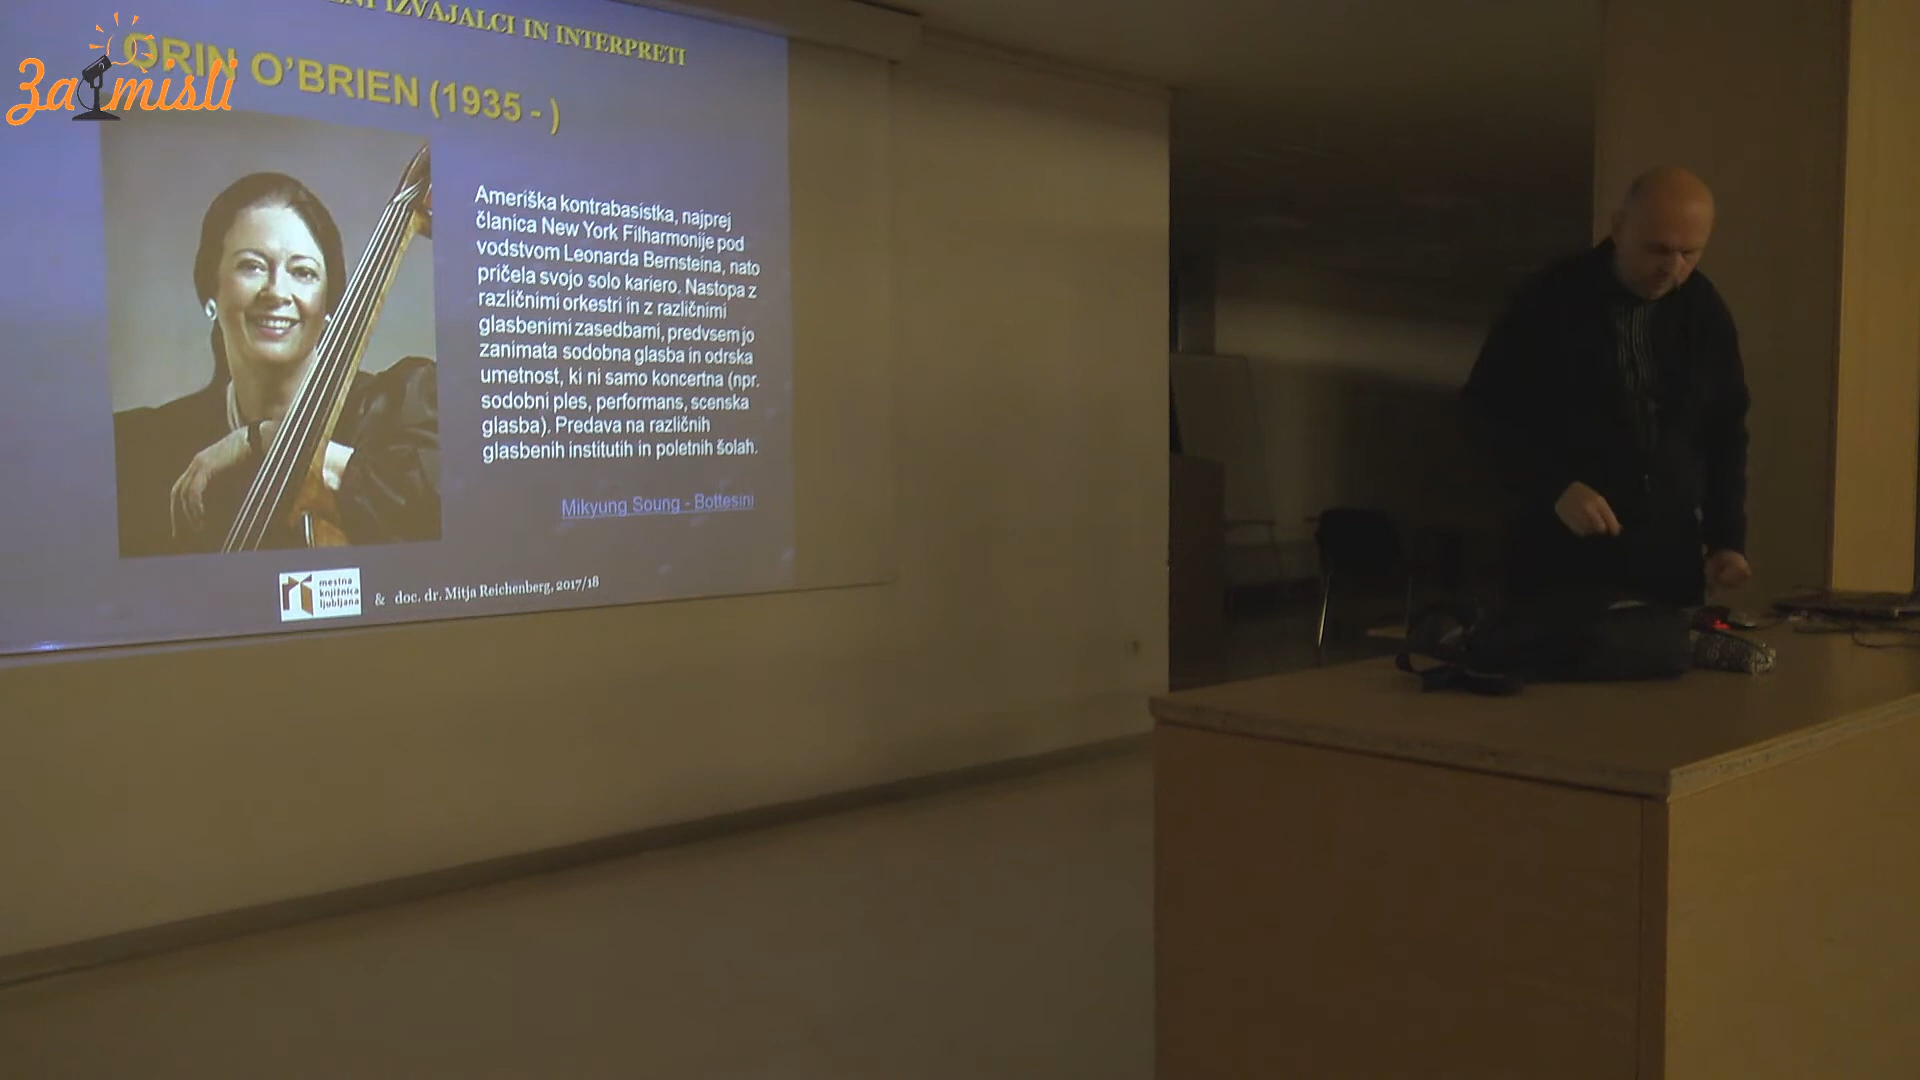 IZVAJALCI IN INTERPRETI
Za misli
ORIN O'BRIEN (1935 - )
Ameriška kontrabasistka, najprej
članica New York Filharmonije pod
vodstvom Leonarda Bernsteina, nato
pričela svojo solo kariero. Nastopa z
različnimi orkestri in z različnimi
glasbenimi zasedbami, predvsem jo
zanimata sodobna glasba in odrska
umetnost, ki ni samo koncertna (npr.
sodobni ples, performans, scenska
glasba). Predava na različnih
glasbenih institutih in poletnih šolah.
Mikyung Soung - Bottesini
mestna
knjižnica
ljubljana
& doc. dr. Mitja Reichenberg, 2017/18